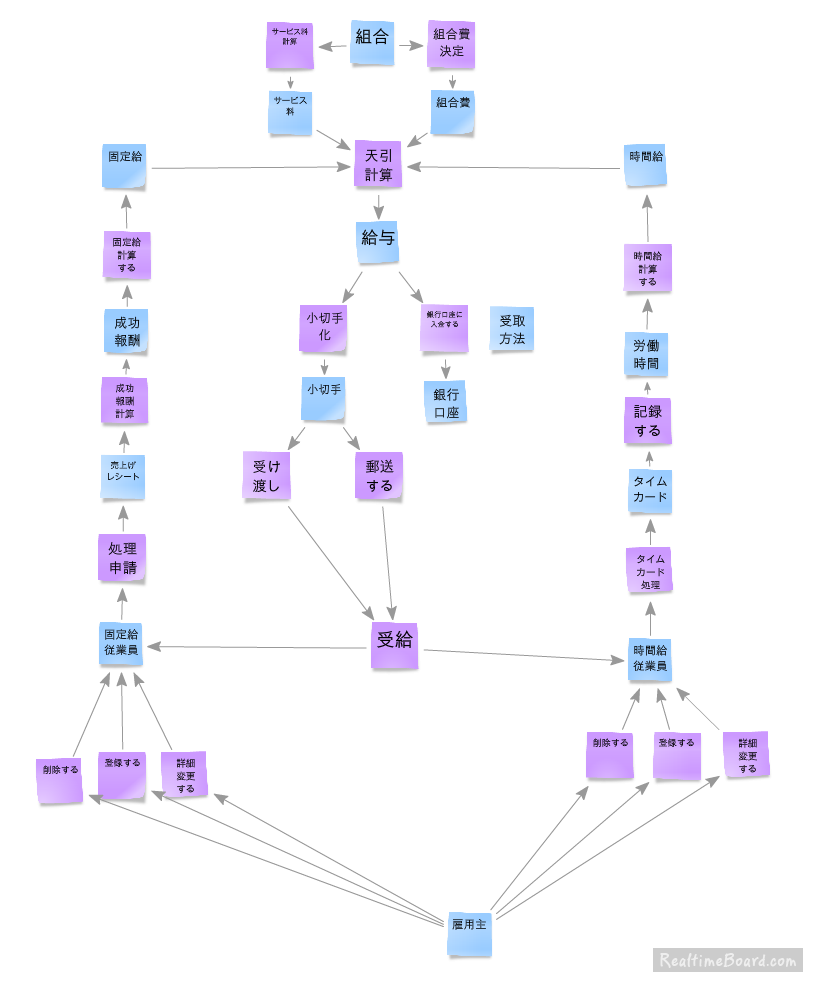 サービス料
計算
組合
組合費
決定
サービス
料
組合費
固定給
天引
計算
時間給
給与
固定給
計算
する
時間給
計算
する
成功
報酬
小切手
化
銀行口座に
入金する
受取
方法
労働
時間
成功
報酬
計算
小切手
銀行
口座
記録
する
売上げ
レシート
受け
渡し
郵送
する
タイム
カード
処理
申請
タイム
カード
処理
固定給
従業員
受給
時間給
従業員
削除する
登録する
詳細
変更
する
削除する
登録する
詳細
変更
する
雇用主
RealtimeBoard.com